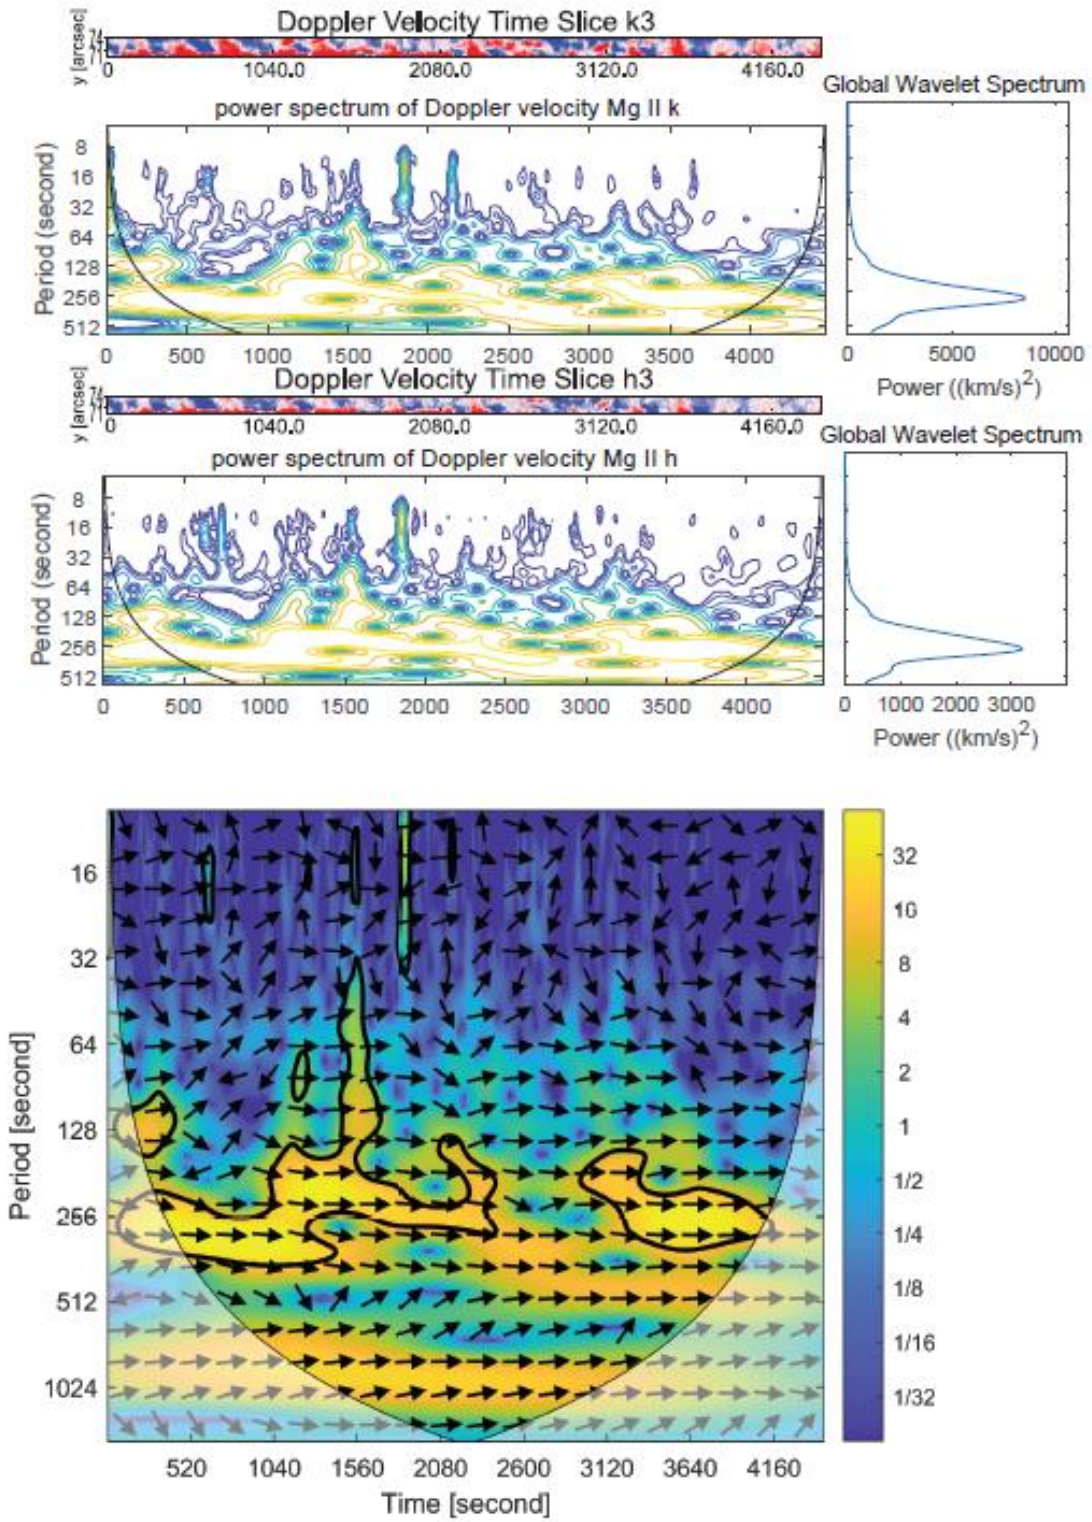 Doppler Velocity Time Slice k3
y [arcsec]
0 1040.0 2080.0 3120.0 4160.0
Global Wavelet Spectrum
power spectrum of Doppler velocity Mg II k
Period (second)
8
16
32
64
128
256
512
0 500 1000 1500 2000 2500 3000 3500 4000
0 5000 10000
Power ((km/s)2)
Doppler Velocity Time Slice h3
y [arcsec]
0 1040.0 2080.0 3120.0 4160.0
Global Wavelet Spectrum
power spectrum of Doppler velocity Mg II h
Period (second)
8
16
32
64
128
256
512
0 500 1000 1500 2000 2500 3000 3500 4000
0 1000 2000 3000
Power ((km/s)2)
Period [second]
16
32
64
128
256
512
1024
520 1040 1560 2080 2600 3120 3640 4160
Time [second]
32
16
8
4
2
1
1/2
1/4
1/8
1/16
1/32